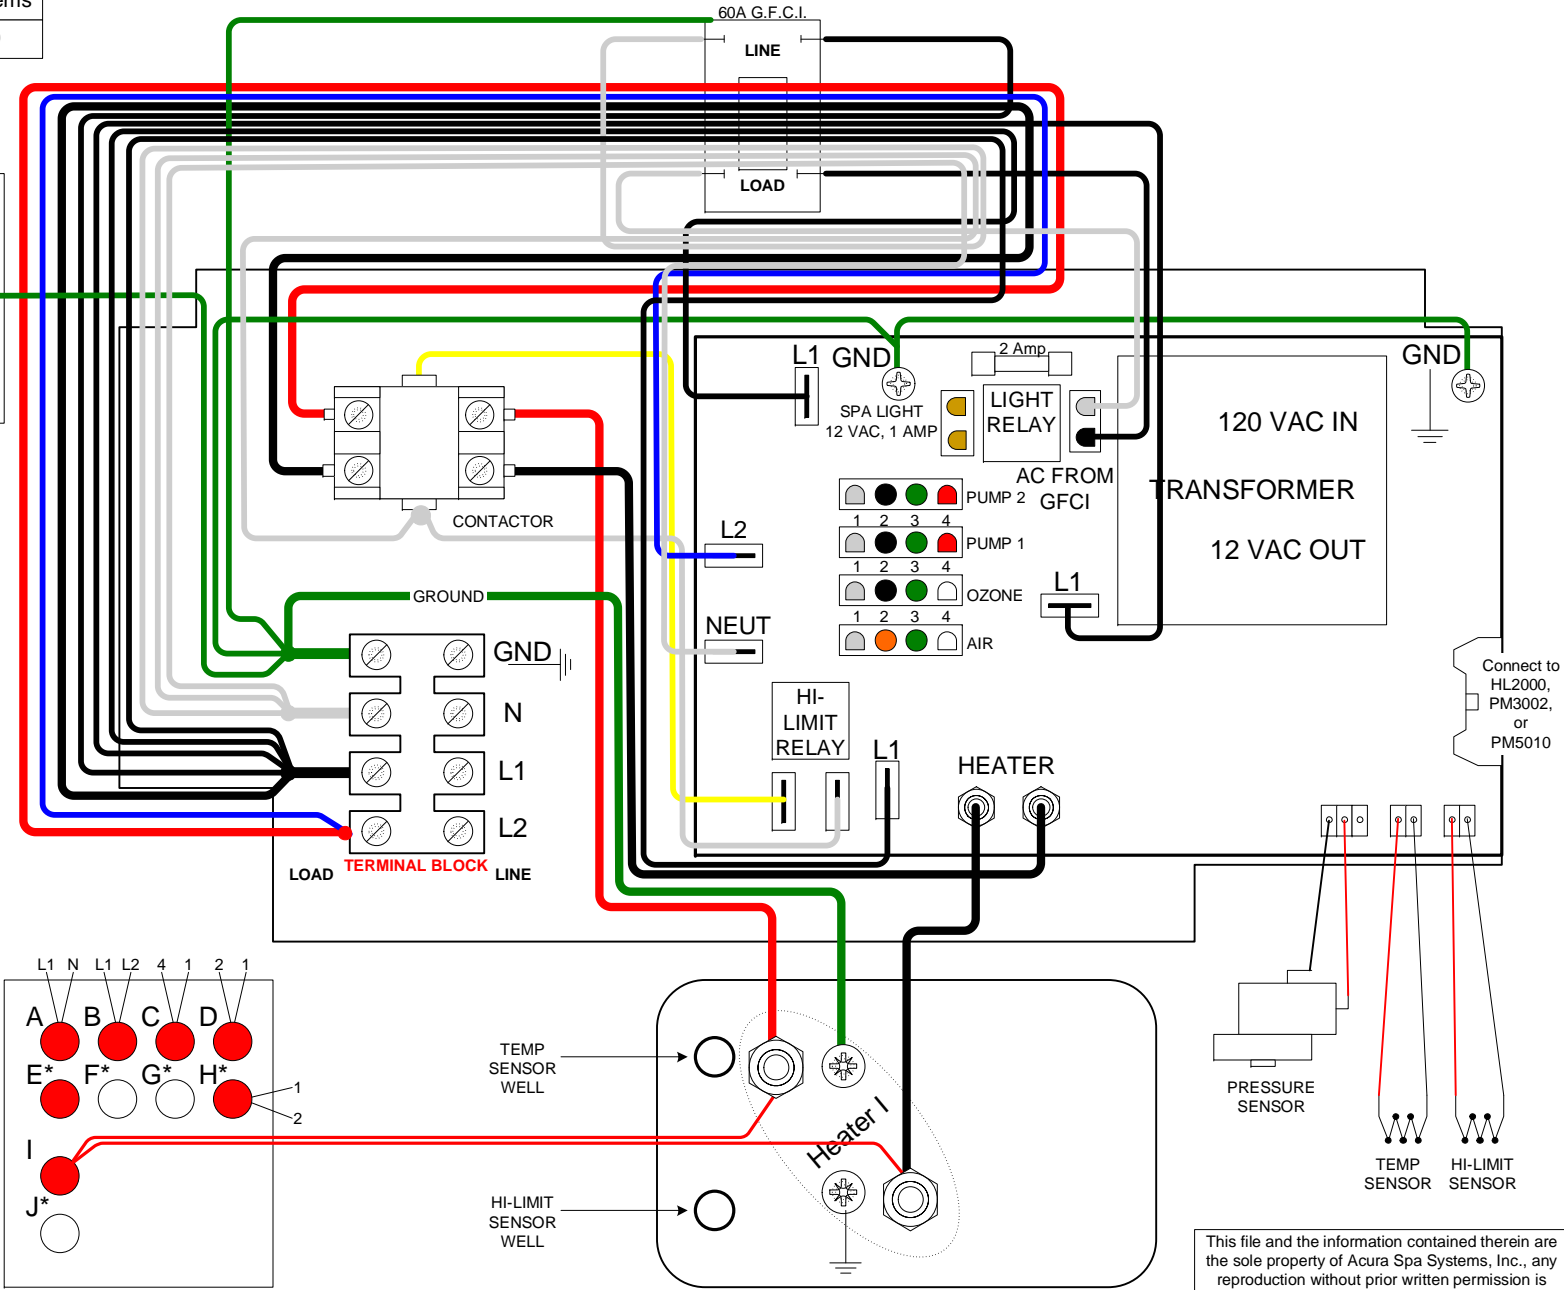 60A G.F.C.I.
LINE
LOAD
L1
GND
2 Amp
GND
SPA LIGHT
12 VAC, 1 AMP
LIGHT
RELAY
120 VAC IN
TRANSFORMER
12 VAC OUT
AC FROM
GFCI
CONTACTOR
PUMP 2
1 2 3 4
PUMP 1
1 2 3 4
OZONE
1 2 3 4
AIR
L2
L1
NEUT
GROUND
GND
N
L1
L2
LOAD
TERMINAL BLOCK
LINE
HI-
LIMIT
RELAY
L1
HEATER
Connect to
HL2000,
PM3002,
or
PM5010
L1 N L1 L2 4 1 2 1
A B C D
E* F* G* H*
1
2
I
J*
TEMP
SENSOR
WELL
HI-LIMIT
SENSOR
WELL
Heater I
PRESSURE
SENSOR
TEMP
SENSOR
HI-LIMIT
SENSOR
This file and the information contained therein are
the sole property of Acura Spa Systems, Inc., any
reproduction without prior written permission is